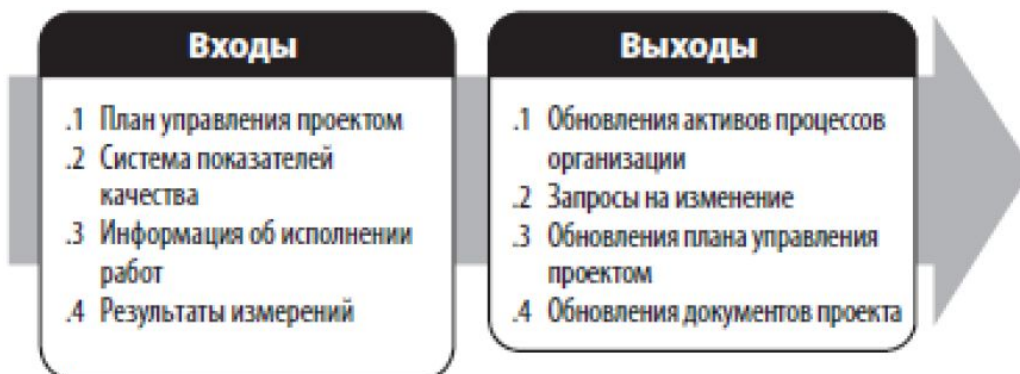 Входы
.1 План управления проектом
.2 Система показателей
качества
.3 Информация об исполнении
работ
.4 Результаты измерений
Выходы
.1 Обновления активов процессов
организации
.2 Запросы на изменение
.3 Обновления плана управления
проектом
.4 Обновления документов проекта